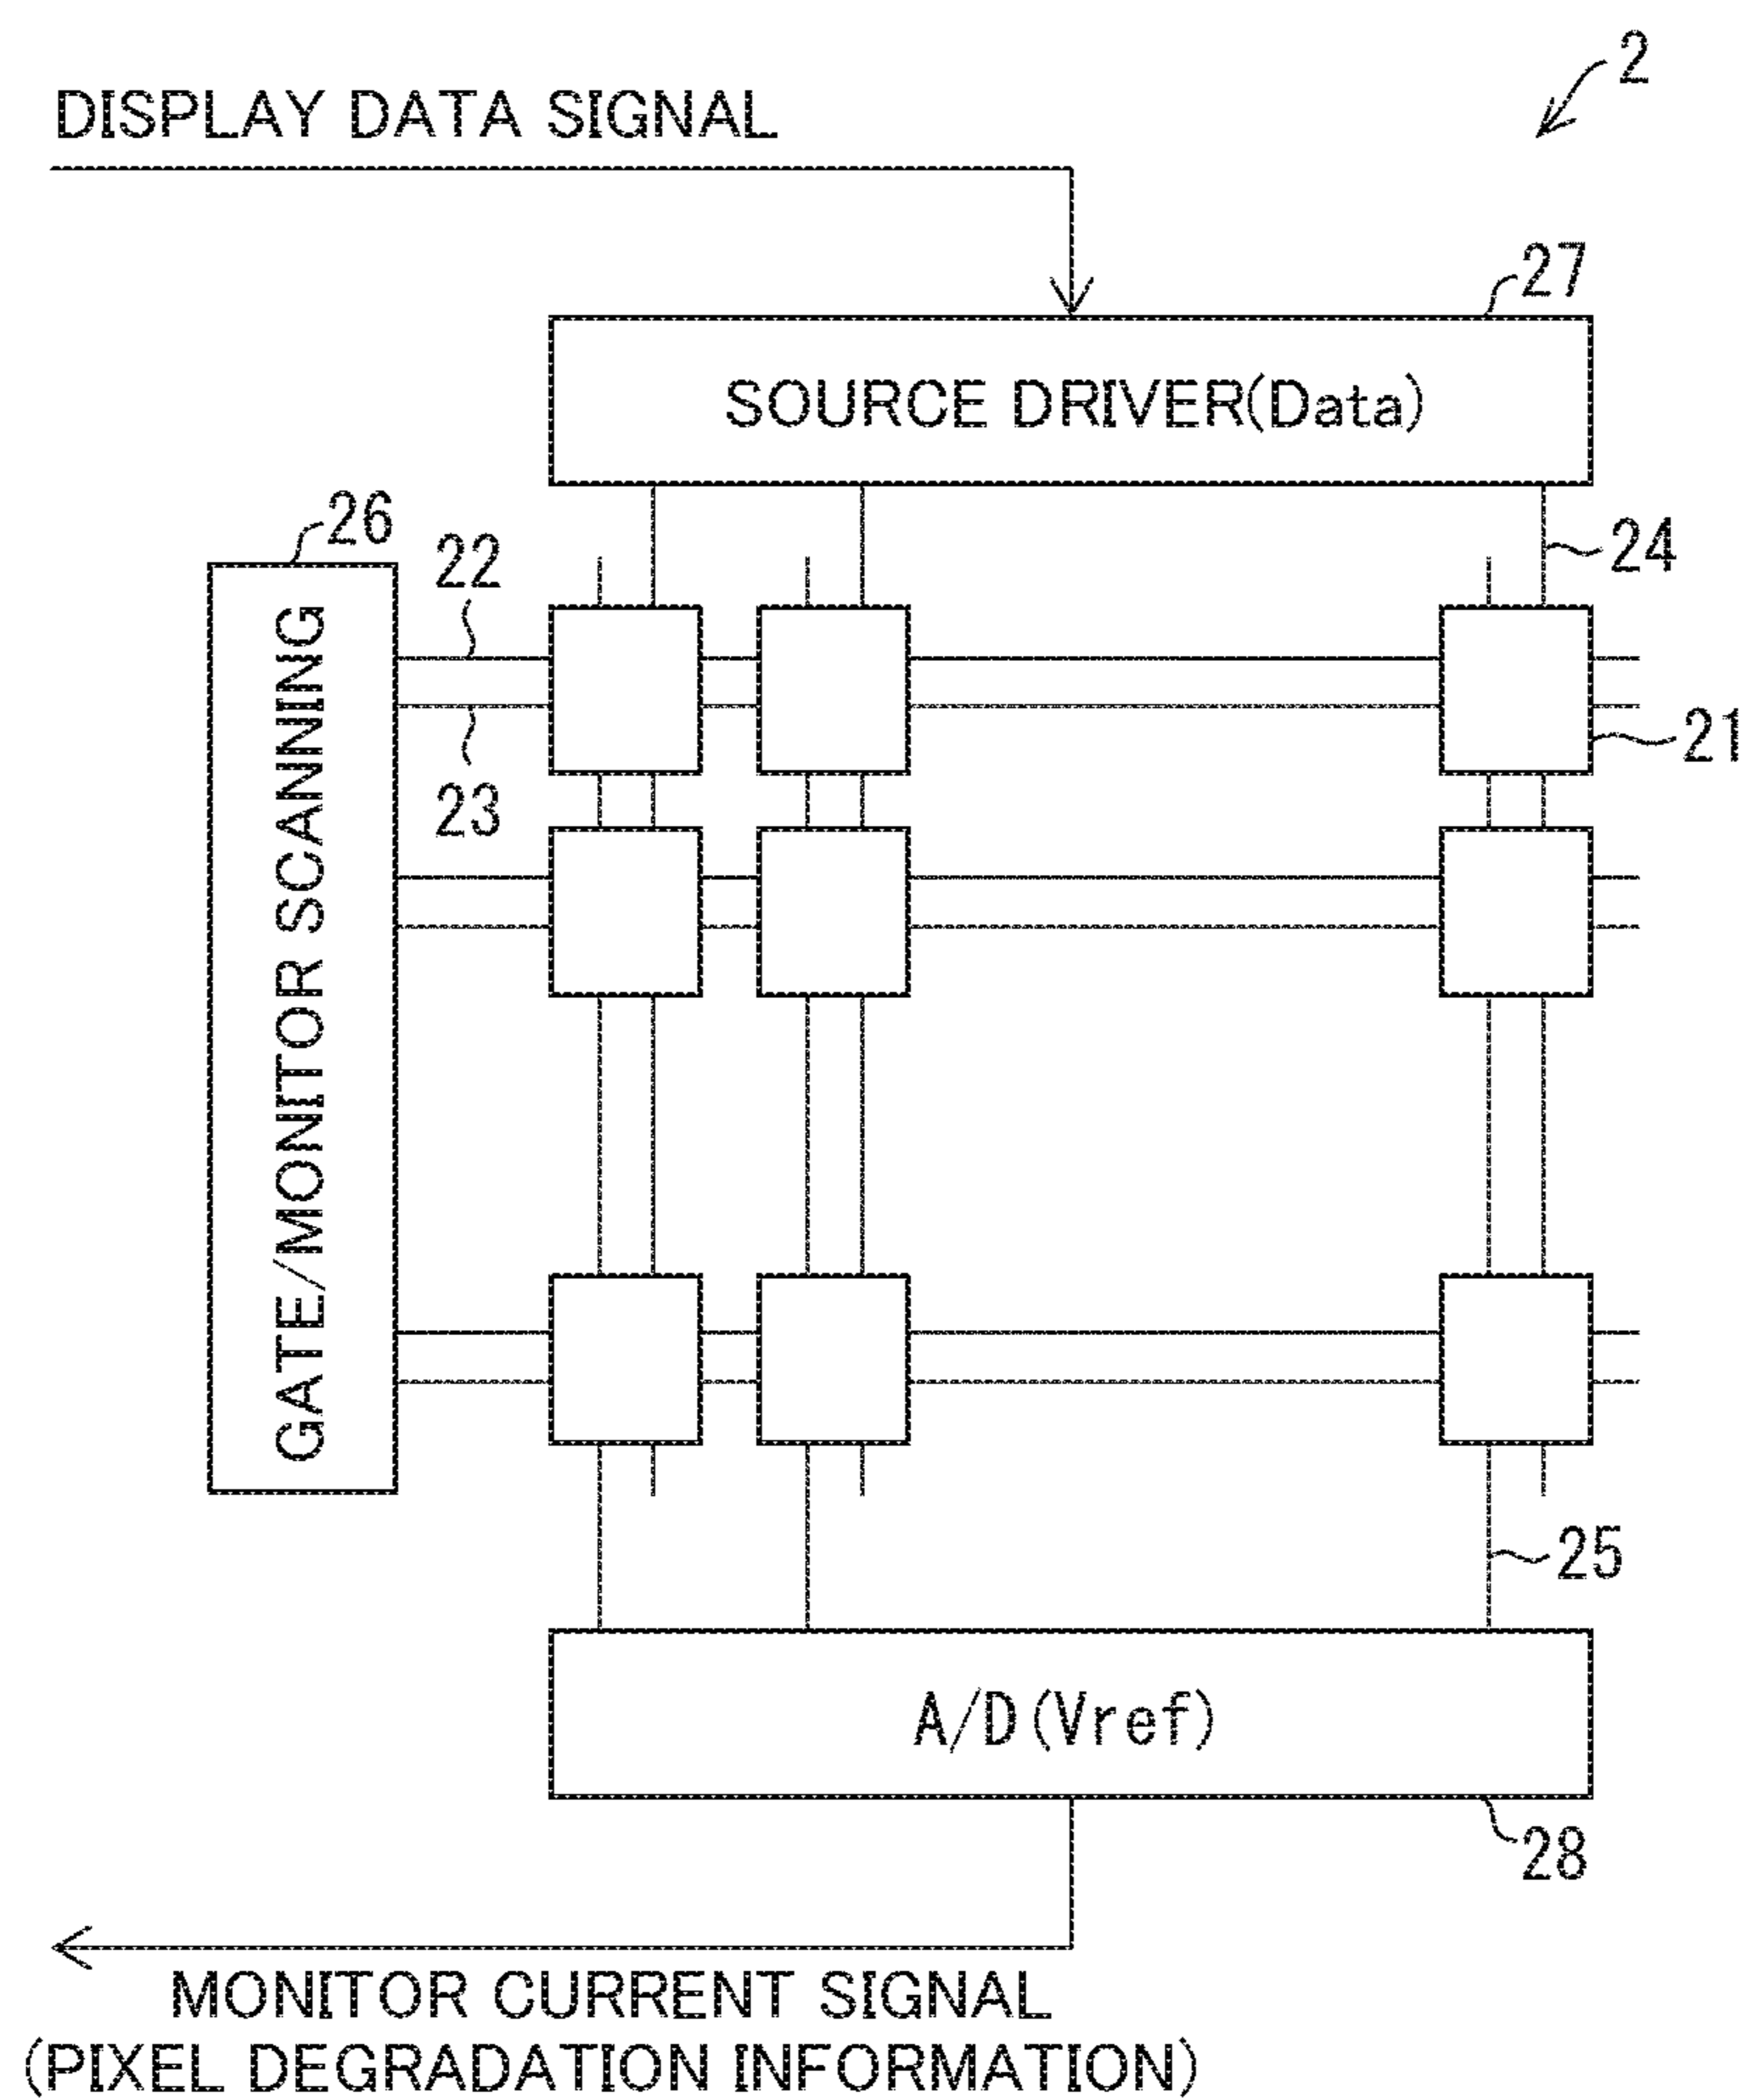 2
DISPLAY DATA SIGNAL
27
SOURCE DRIVER(Data)
26
22
24
GATE/MONITOR SCANNING
21
23
25
A/D(Vref)
28
MONITOR CURRENT SIGNAL
(PIXEL DEGRADATION INFORMATION)